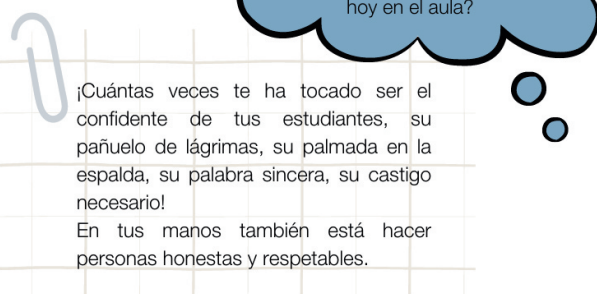 hoy en el aula?
¡Cuántas veces te ha tocado ser el
confidente de tus estudiantes, su
pañuelo de lágrimas, su palmada en la
espalda, su palabra sincera, su castigo
necesario!
En tus manos también está hacer
personas honestas y respetables.